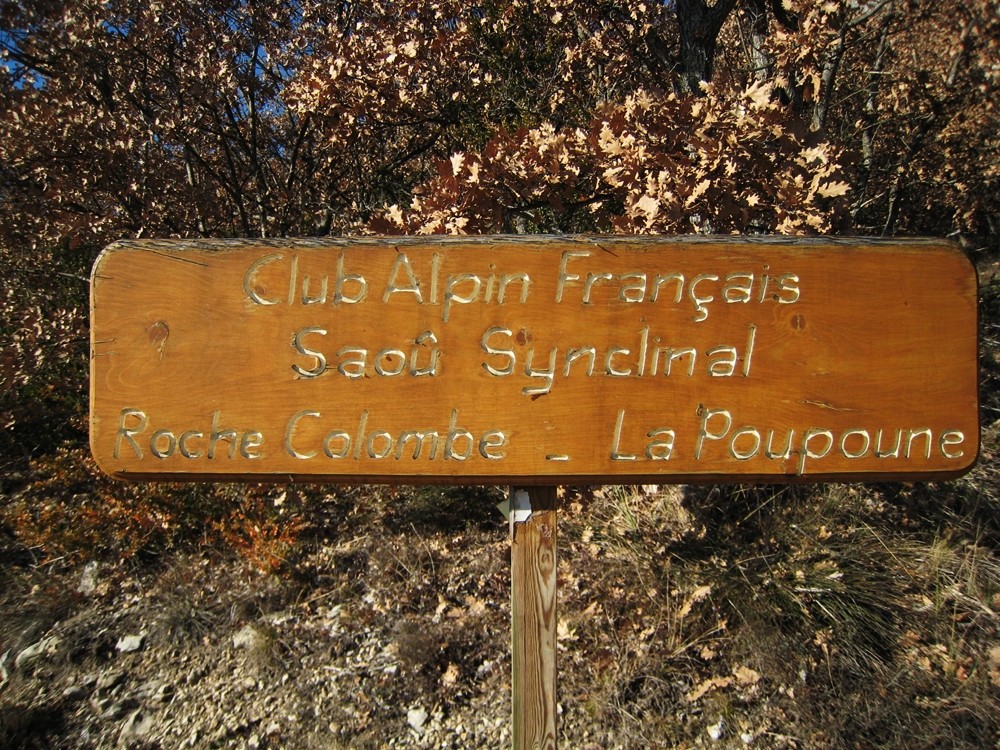 Club Alpin Français
Saoû Synclinal
Roche Colombe - La Poupoune